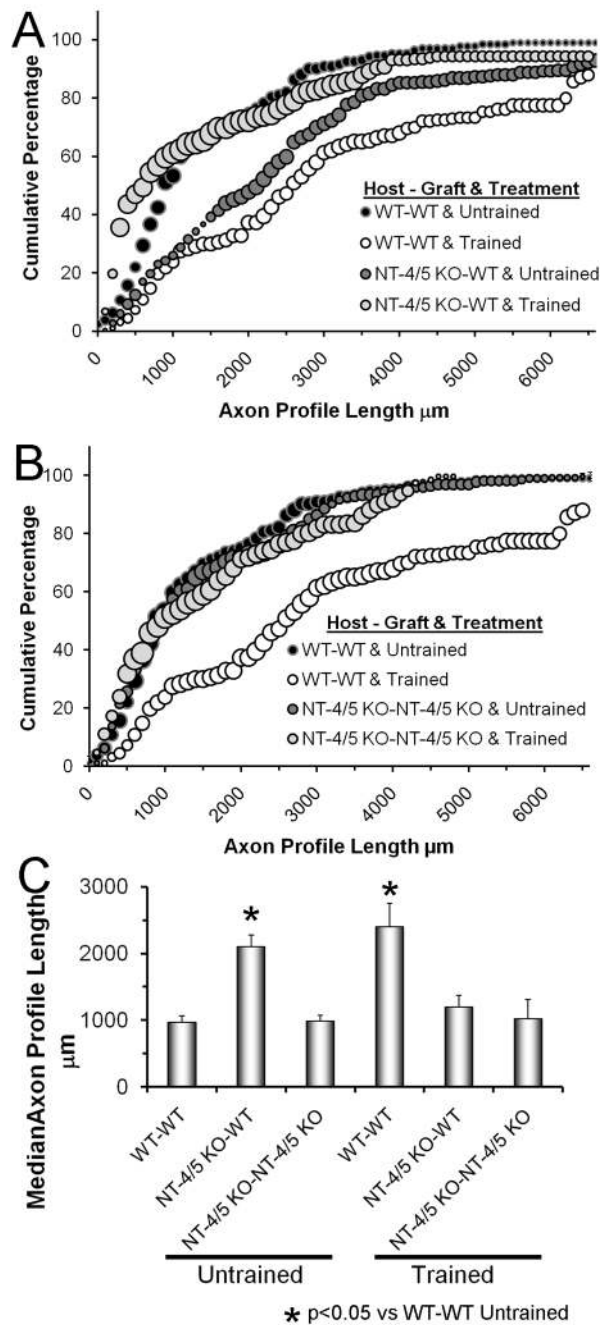 A
Cumulative Percentage
100
80
60
40
20
0
Host - Graft & Treatment
WT-WT & Untrained
WT-WT & Trained
NT-4/5 KO-WT & Untrained
NT-4/5 KO-WT & Trained
0
1000
2000
3000
4000
5000
6000
Axon Profile Length µm
B
Cumulative Percentage
100
80
60
40
20
0
Host - Graft & Treatment
WT-WT & Untrained
WT-WT & Trained
NT-4/5 KO-NT-4/5 KO & Untrained
NT-4/5 KO-NT-4/5 KO & Trained
0
1000
2000
3000
4000
5000
6000
Axon Profile Length µm
C
MedianAxon Profile Length
µm
3000
2000
1000
0
*
*
WT-WT
NT-4/5 KO-WT
NT-4/5 KO-NT-4/5 KO
WT-WT
NT-4/5 KO-WT
NT-4/5 KO-NT-4/5 KO
Untrained
Trained
* p<0.05 vs WT-WT Untrained